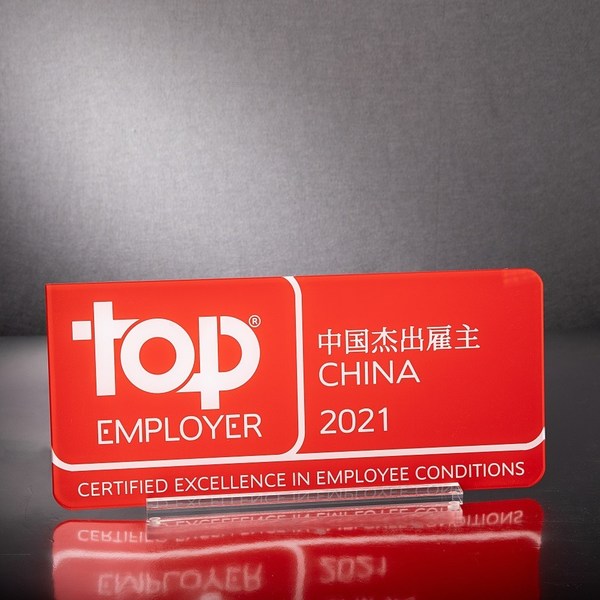 top®
EMPLOYER
中国杰出雇主
CHINA
2021
CERTIFIED EXCELLENCE IN EMPLOYEE CONDITIONS